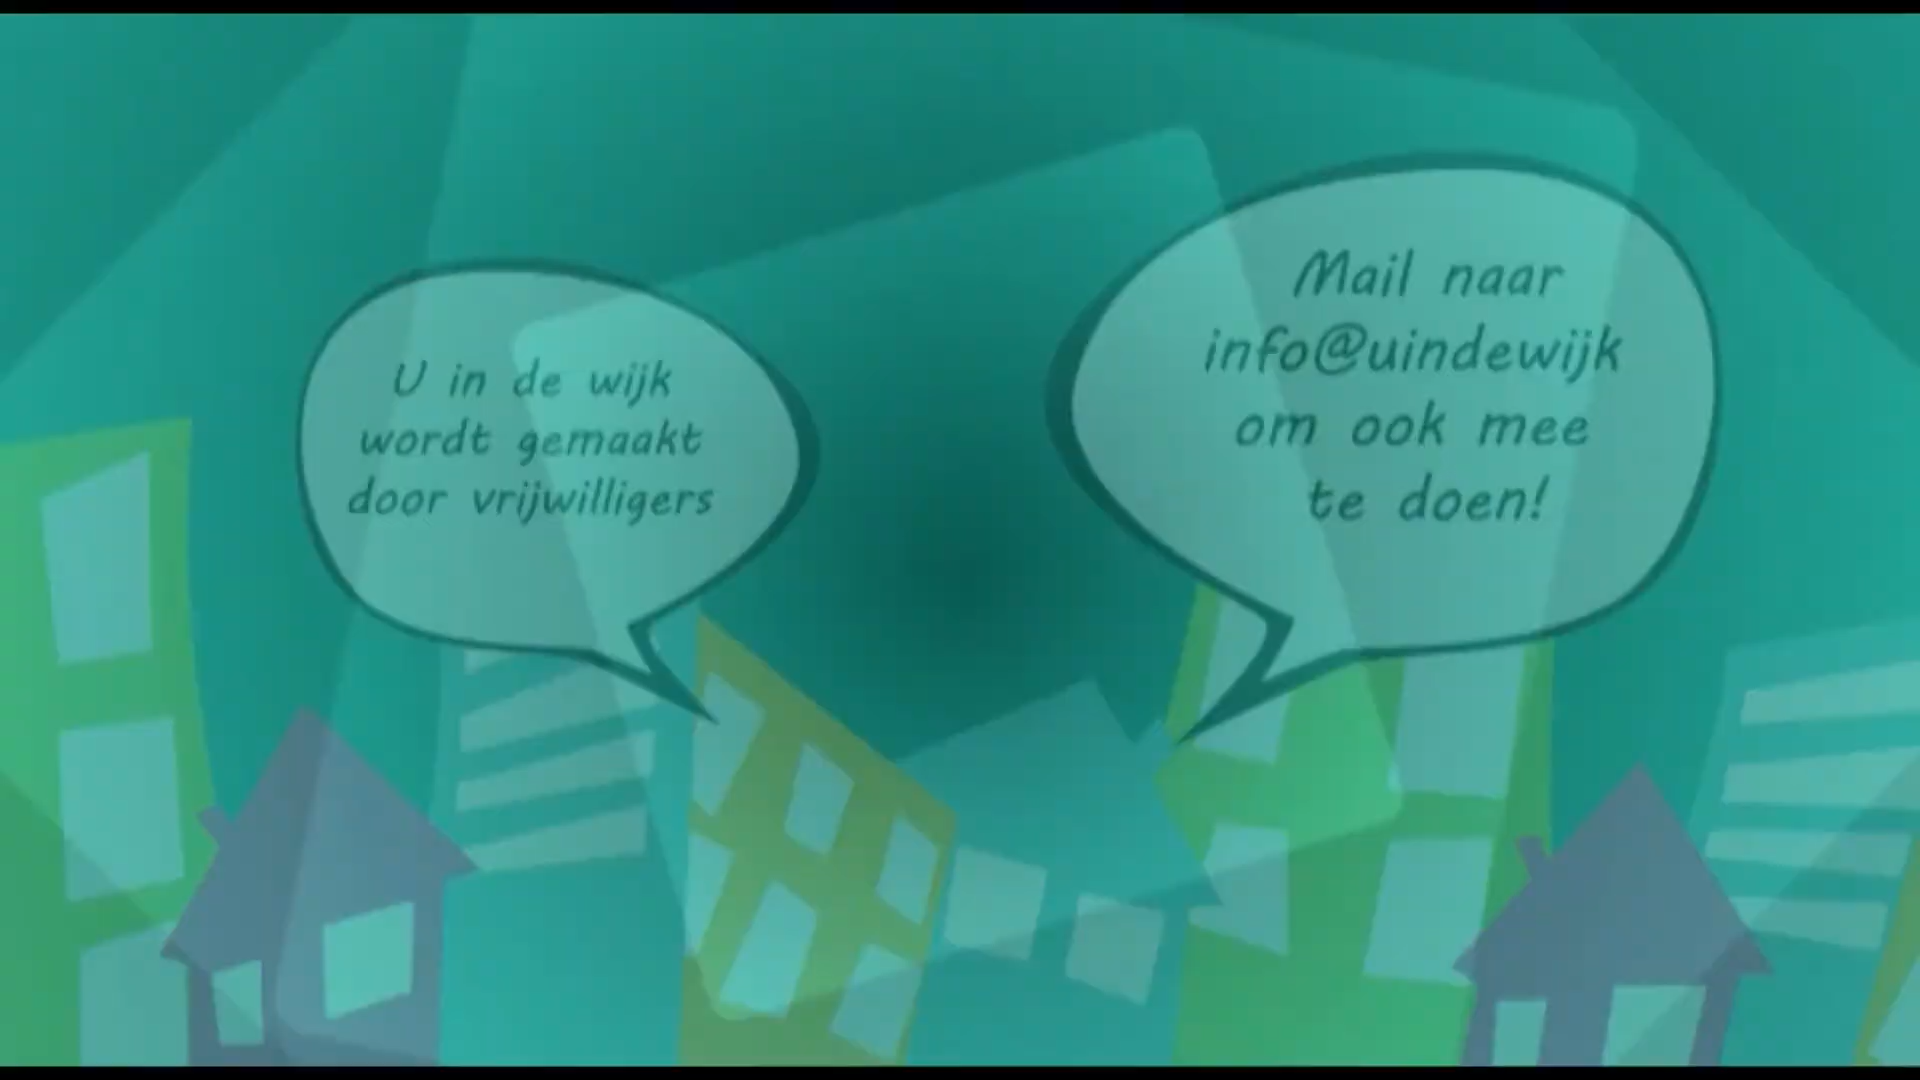 U in de wijk
wordt gemaakt
door vrijwilligers
Mail naar
info@uindewijk
om ook mee
te doen!